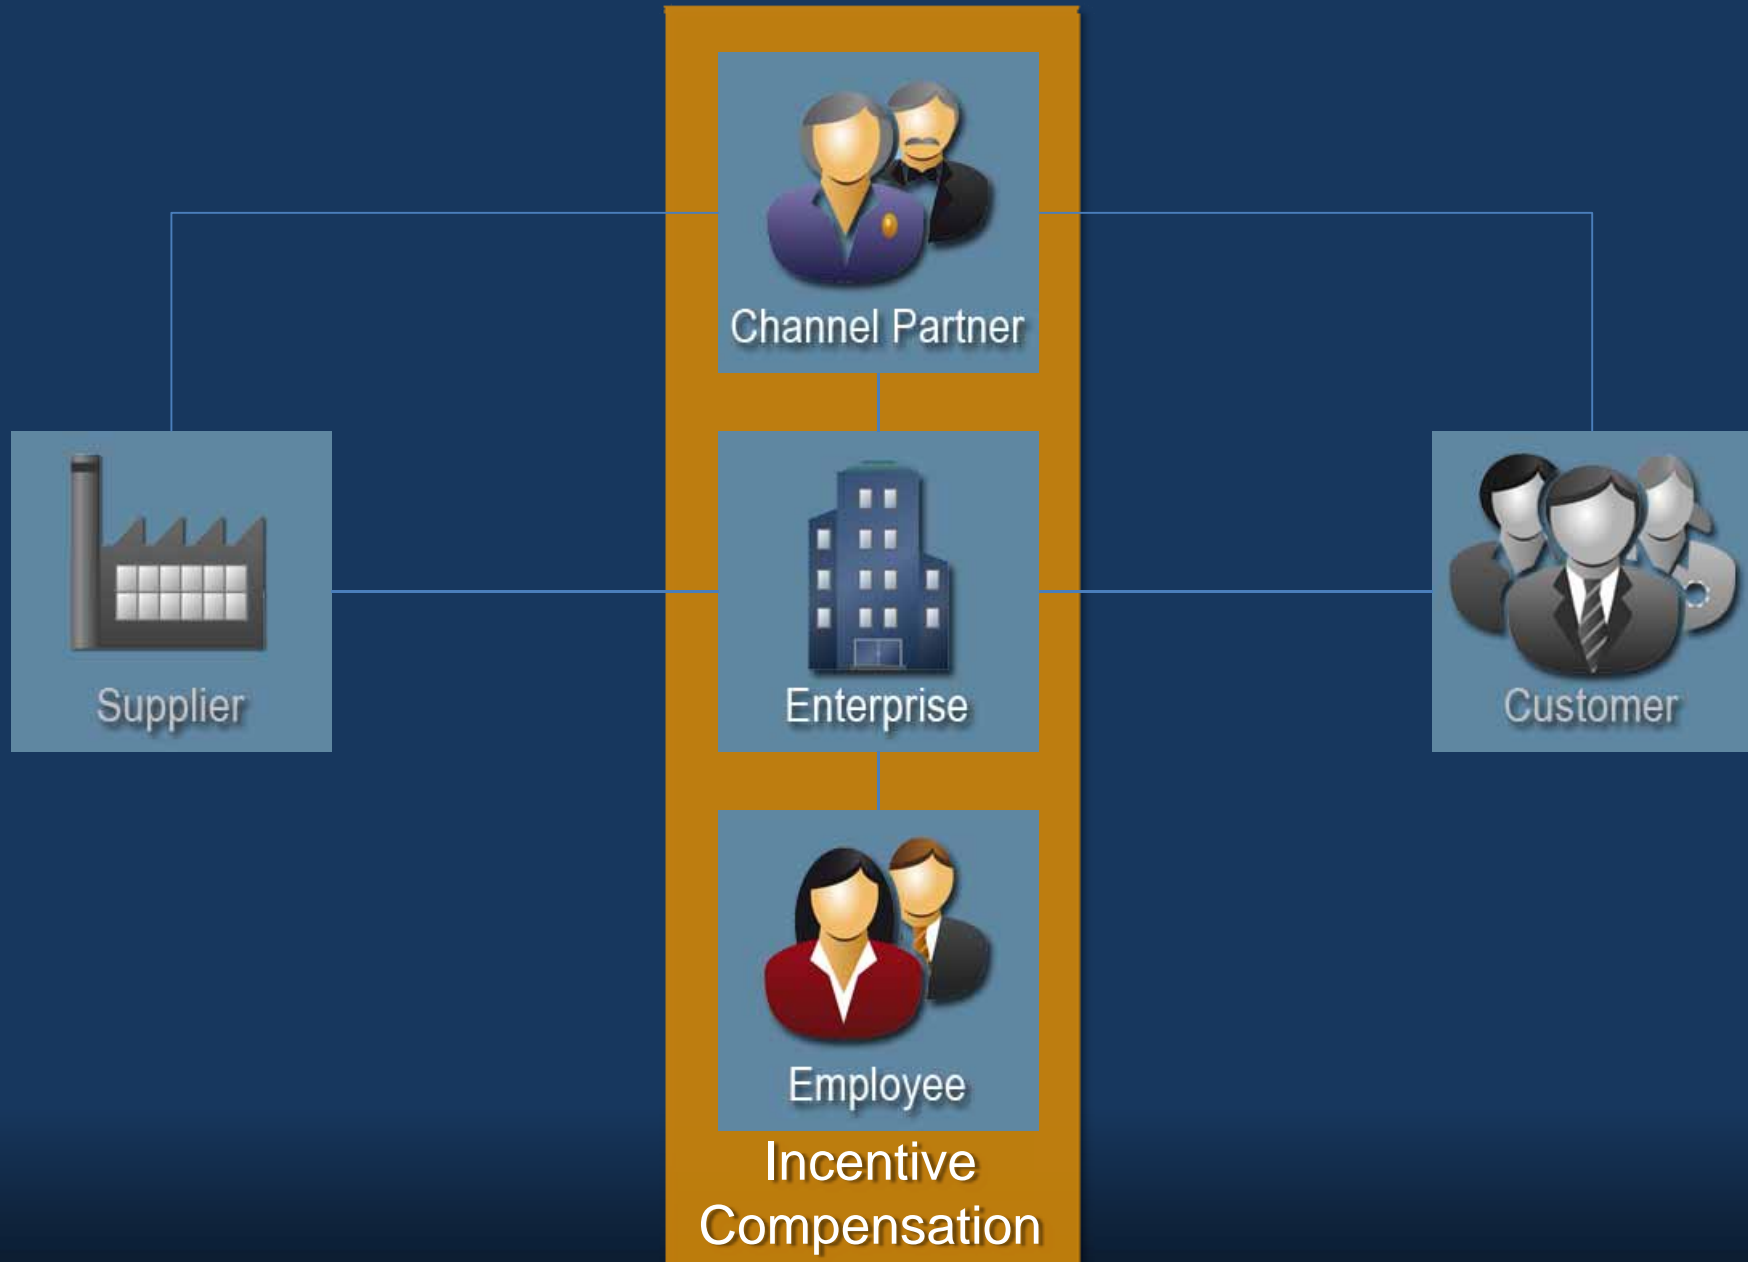 Channel Partner
Supplier
Enterprise
Customer
Employee
Incentive
Compensation